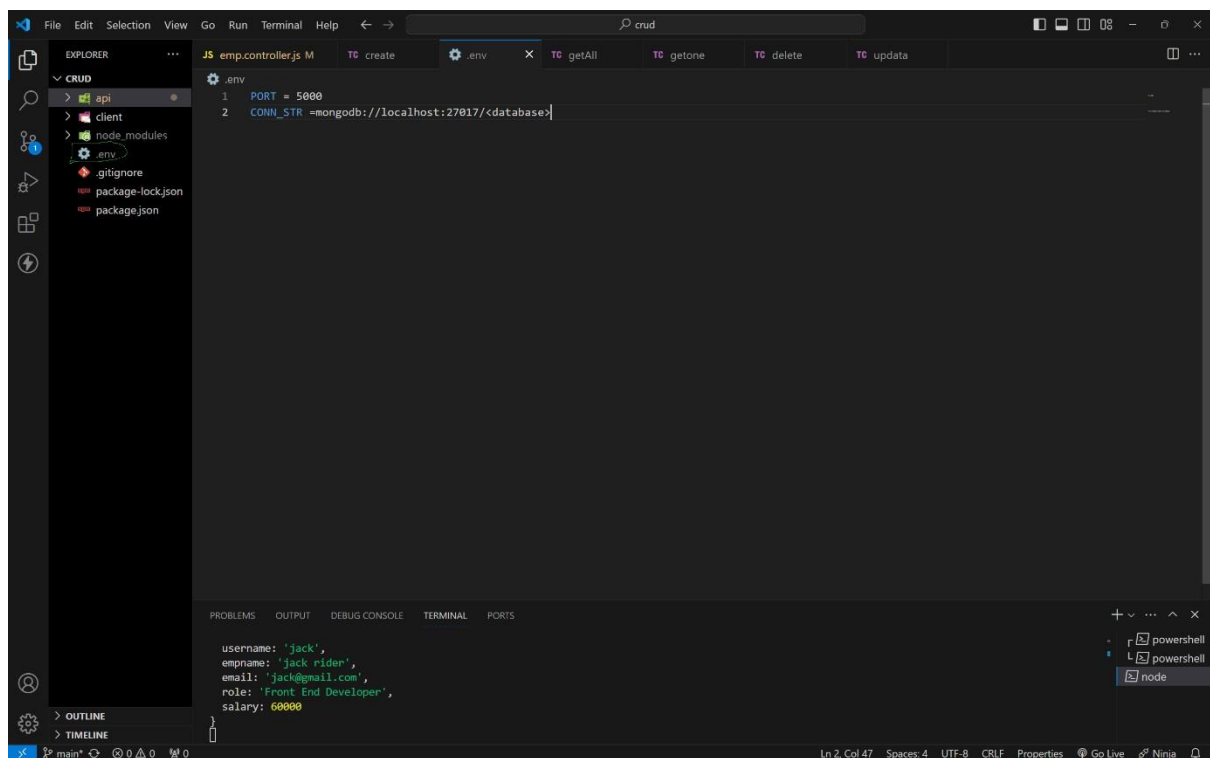 File Edit Selection View Go Run Terminal Help
crud
EXPLORER
JS emp.controller.js M
TC create
.env
TC getAll
TC getone
TC delete
TC updata
CRUD
api
client
node_modules
.env
.gitignore
package-lock.json
package.json
.env
1 PORT = 5000
2 CONN_STR =mongodb://localhost:27017/<database>
PROBLEMS OUTPUT DEBUG CONSOLE TERMINAL PORTS
username: 'jack',
empname: 'jack rider',
email: 'jack@gmail.com',
role: 'Front End Developer',
salary: 60000
}
powershell
powershell
node
OUTLINE
TIMELINE
main* 0 0 0
Ln 2, Col 47 Spaces: 4 UTF-8 CRLF Properties Go Live Ninja